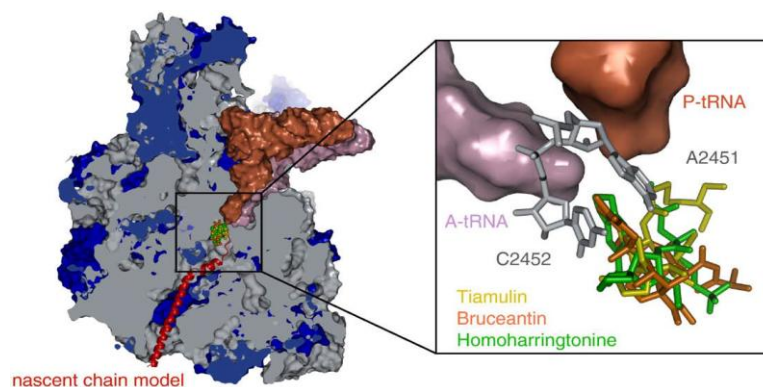 P-tRNA
A2451
A-tRNA
C2452
Tiamulin
Bruceantin
Homoharringtonine
nascent chain model